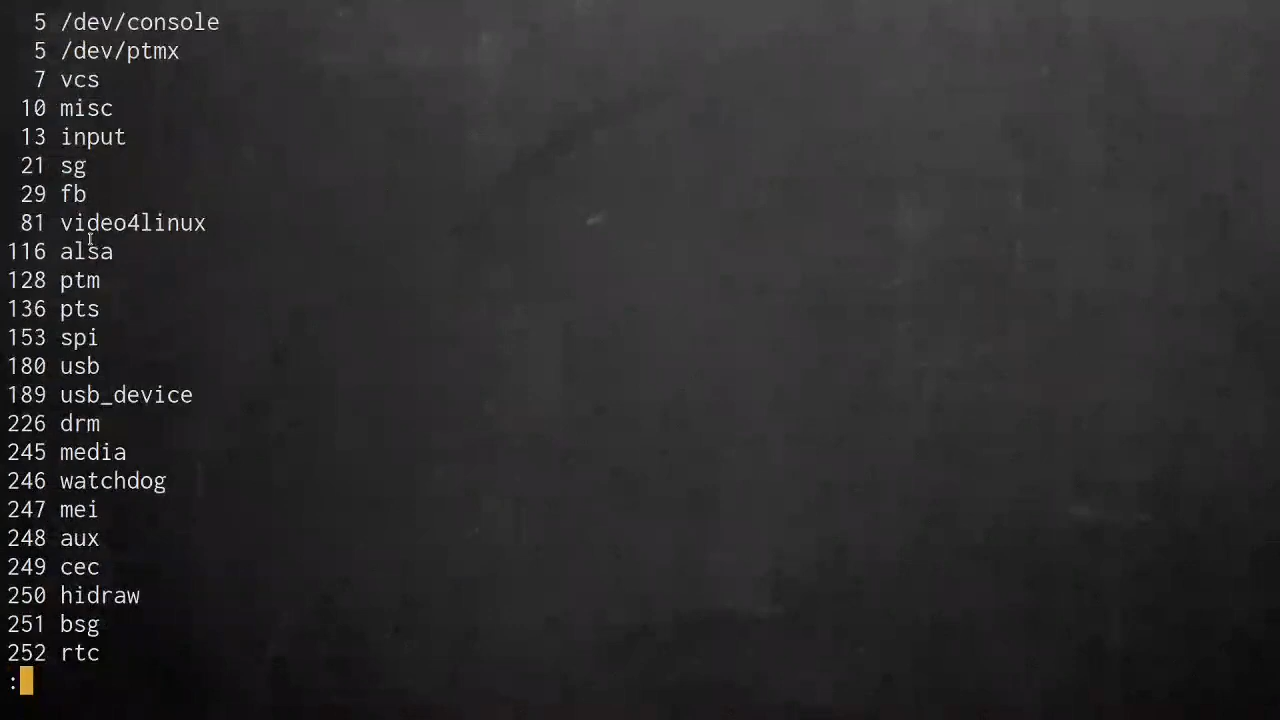 5 /dev/console
5 /dev/ptmx
7 vcs
10 misc
13 input
21 sg
29 fb
81 video4linux
116 alsa
128 ptm
136 pts
153 spi
180 usb
189 usb_device
226 drm
245 media
246 watchdog
247 mei
248 aux
249 cec
250 hidraw
251 bsg
252 rtc
: